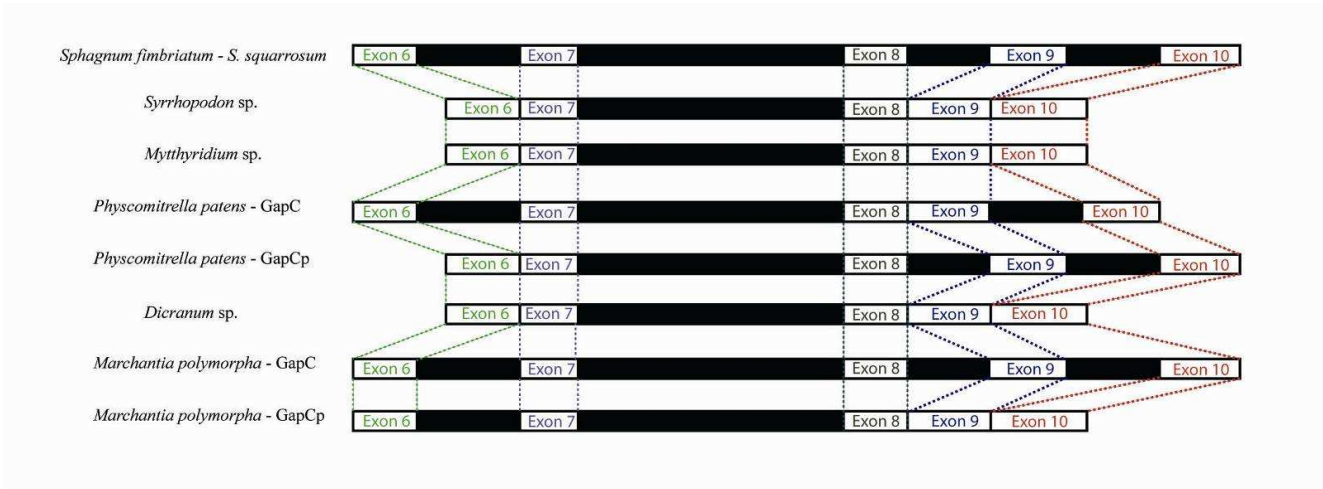 Sphagnum fimbriatum - S. squarrosum Exon 6 Exon 7 Exon 8 Exon 9 Exon 10
Syrrhopodon sp. Exon 6 Exon 7 Exon 8 Exon 9 Exon 10
Mytthyridium sp. Exon 6 Exon 7 Exon 8 Exon 9 Exon 10
Physcomitrella patens - GapC Exon 6 Exon 7 Exon 8 Exon 9 Exon 10
Physcomitrella patens - GapCp Exon 6 Exon 7 Exon 8 Exon 9 Exon 10
Dicranum sp. Exon 6 Exon 7 Exon 8 Exon 9 Exon 10
Marchantia polymorpha - GapC Exon 6 Exon 7 Exon 8 Exon 9 Exon 10
Marchantia polymorpha - GapCp Exon 6 Exon 7 Exon 8 Exon 9 Exon 10